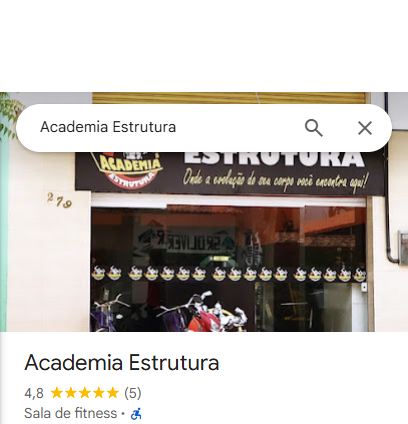 Academia Estrutura
ACADEMIA
ESTRUTURA
ESTRUTURA
Onde a evolução do seu corpo você encontra aqui!
279
Academia Estrutura
4,8 (5)
Sala de fitness ·